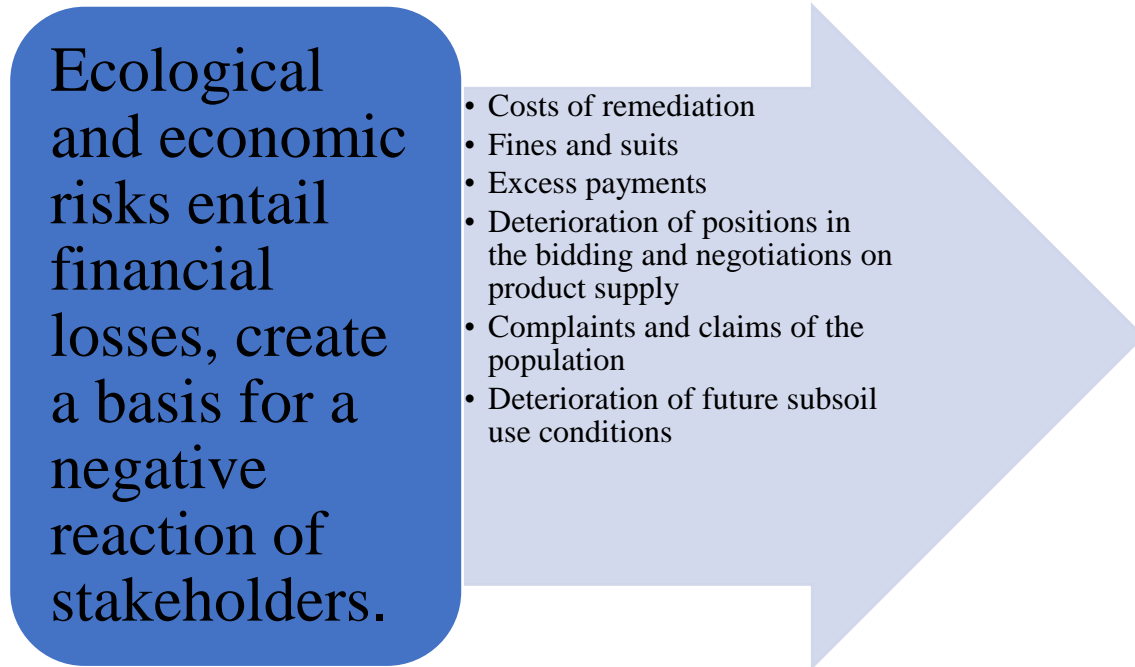 Ecological
and economic
risks entail
financial
losses, create
a basis for a
negative
reaction of
stakeholders.
• Costs of remediation
• Fines and suits
• Excess payments
• Deterioration of positions in
the bidding and negotiations on
product supply
• Complaints and claims of the
population
• Deterioration of future subsoil
use conditions